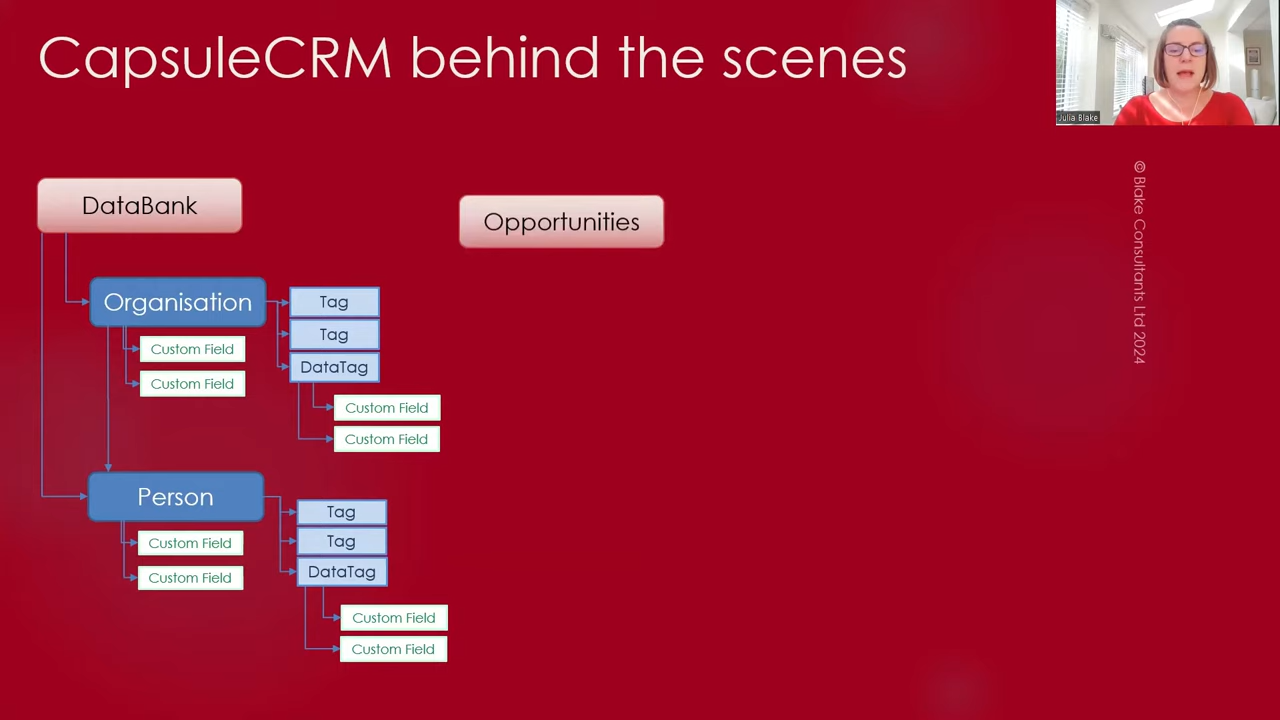 CapsuleCRM behind the scenes
Julia Blake
© Blake Consultants Ltd 2024
DataBank
Opportunities
Organisation
Tag
Tag
DataTag
Custom Field
Custom Field
Custom Field
Custom Field
Person
Tag
Tag
DataTag
Custom Field
Custom Field
Custom Field
Custom Field